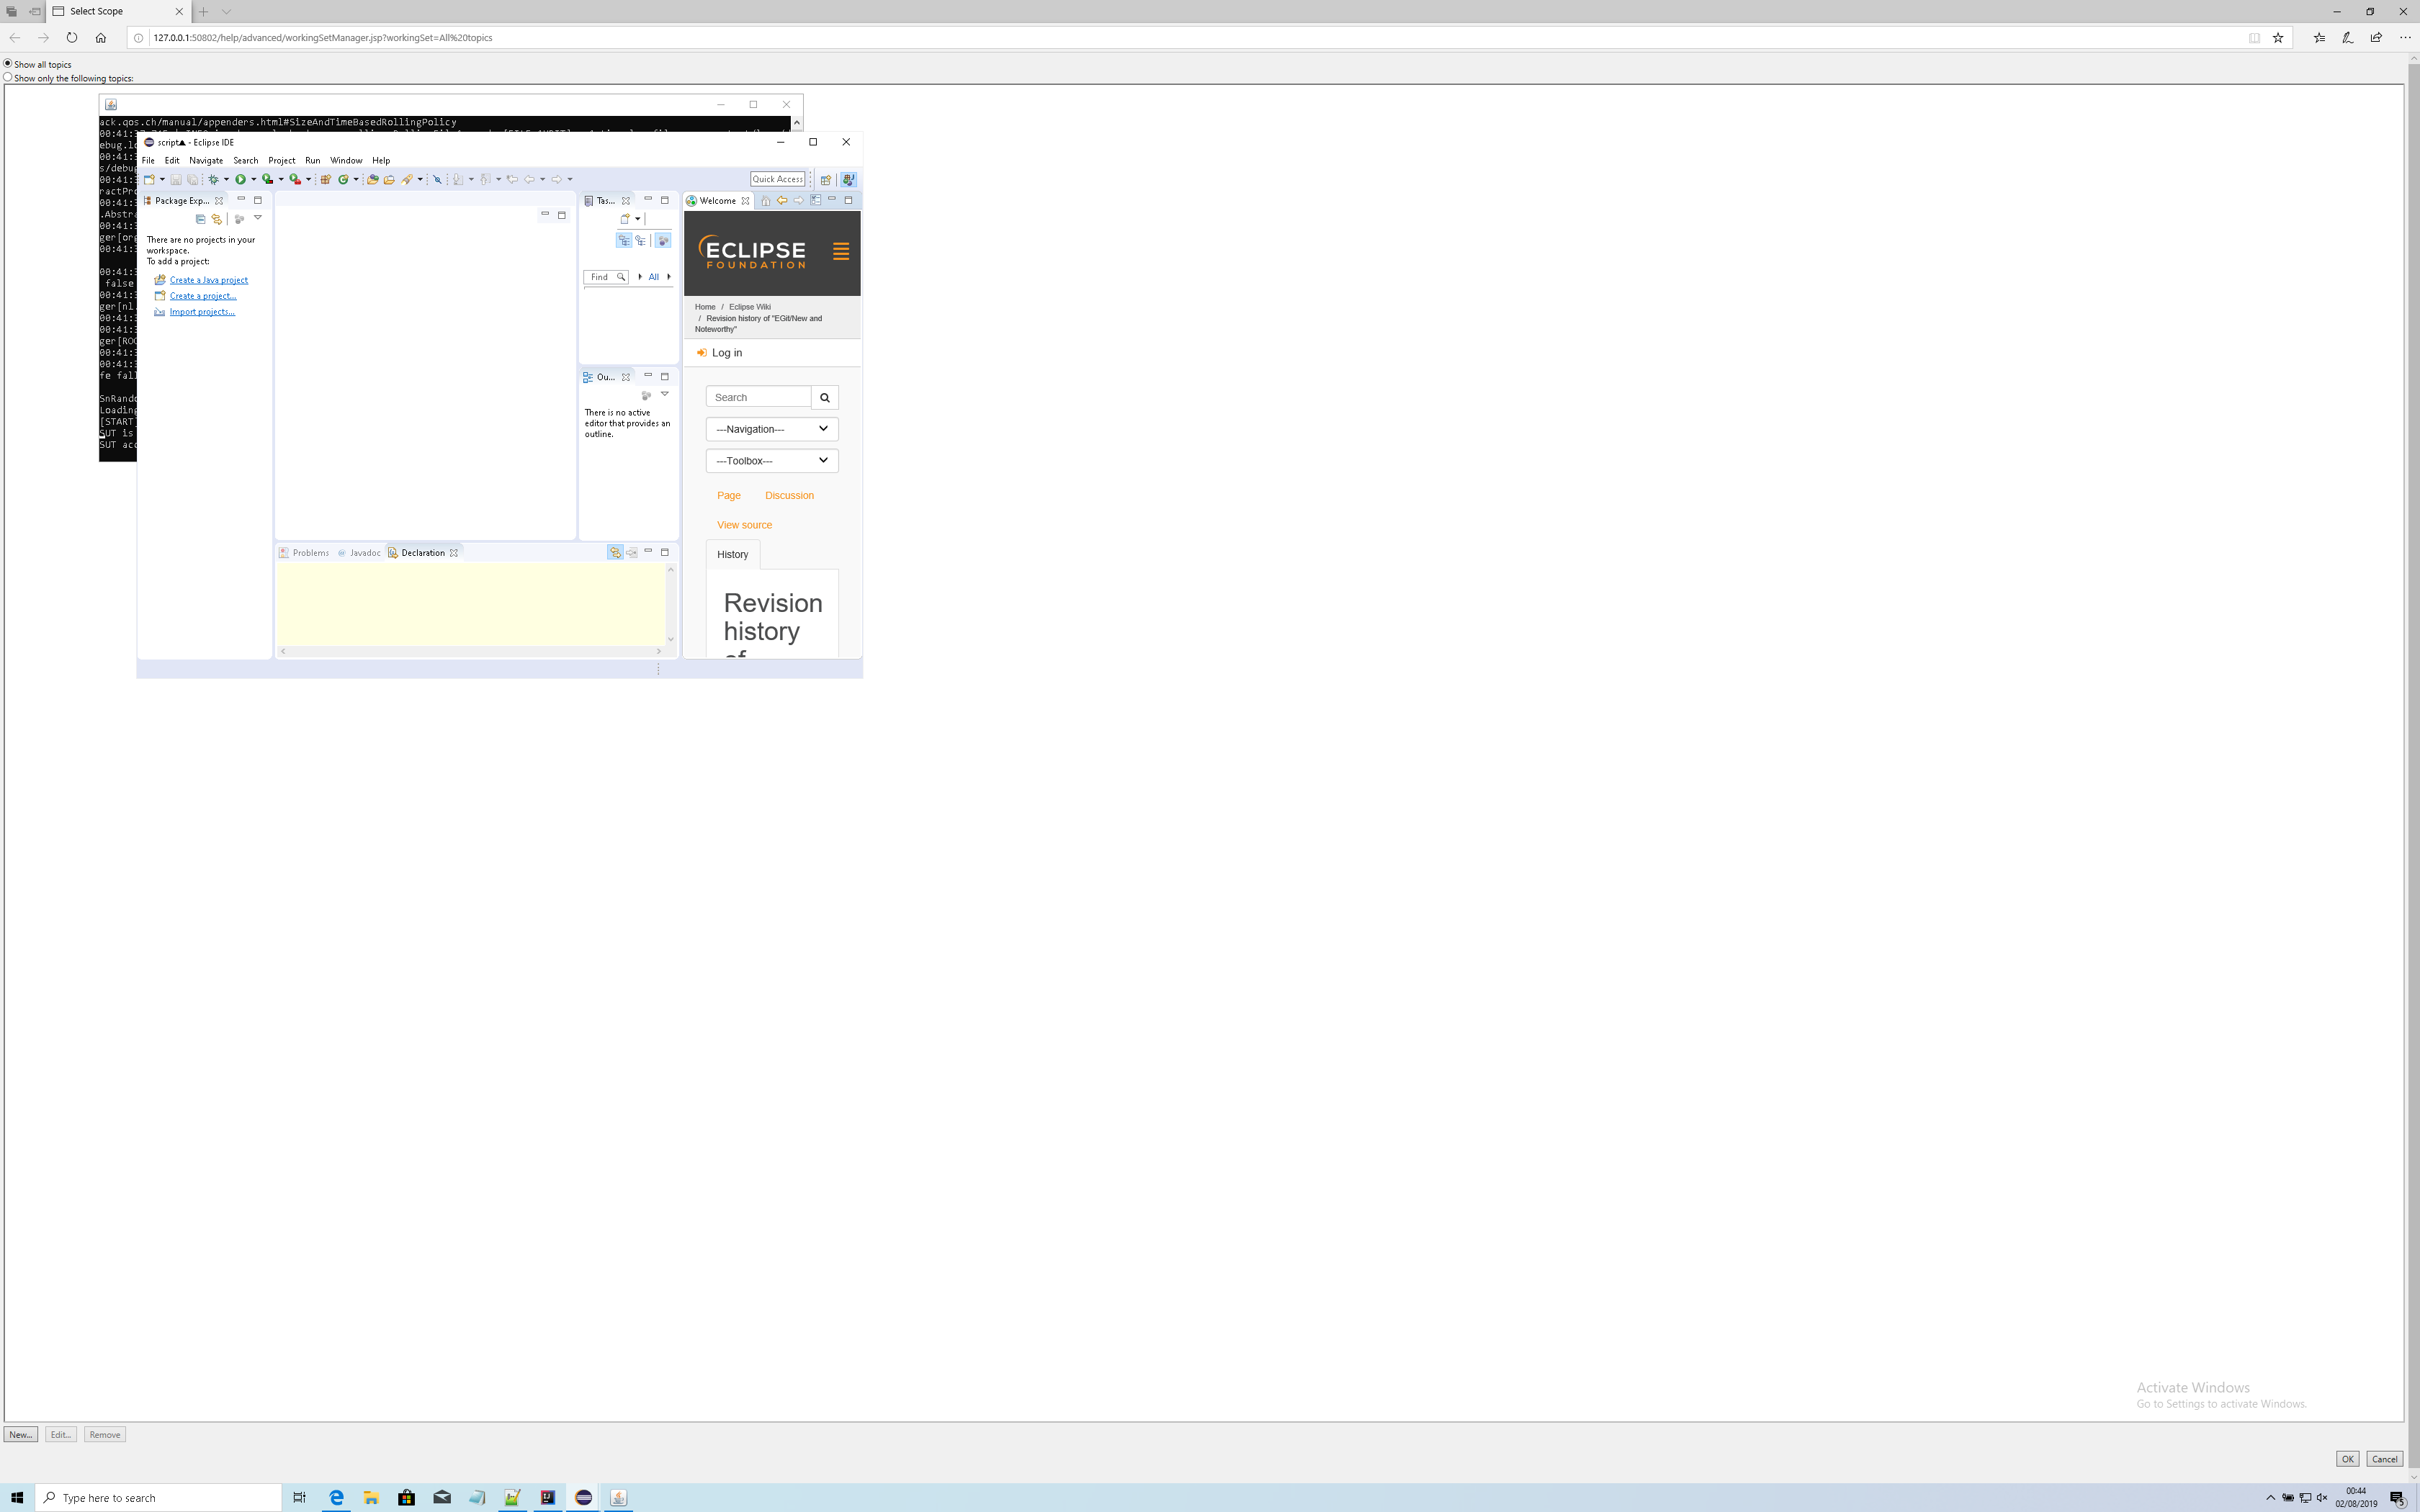 Select Scope
127.0.0.1:50802/help/advanced/workingSetManager.jsp?workingSet=All%20topics
Show all topics
Show only the following topics:
ack.qos.ch/manual/appenders.html#SizeAndTimeBasedRollingPolicy
script - Eclipse IDE
File Edit Navigate Search Project Run Window Help
Quick Access
Package Exp...
There are no projects in your
workspace.
To add a project:
Create a Java project
Create a project...
Import projects...
00:41:3
ebug.lo
00:41:3
s/debug
00:41:3
ractPro
00:41:3
.Abstra
00:41:3
ger[org
00:41:3
00:41:3
false
00:41:3
ger[nl.
00:41:3
00:41:3
ger[ROO
00:41:3
00:41:3
fe fall
SnRando
Loading
[START]
SUT is
SUT acc
Tas...
Find
All
Ou...
There is no active
editor that provides an
outline.
Problems Javadoc Declaration
Welcome
ECLIPSE
FOUNDATION
Home / Eclipse Wiki
/ Revision history of "EGit/New and
Noteworthy"
Log in
Search
---Navigation---
---Toolbox---
Page Discussion
View source
History
Revision
history
of
Activate Windows
Go to Settings to activate Windows.
New... Edit... Remove
OK Cancel
Type here to search
00:44
02/08/2019
5